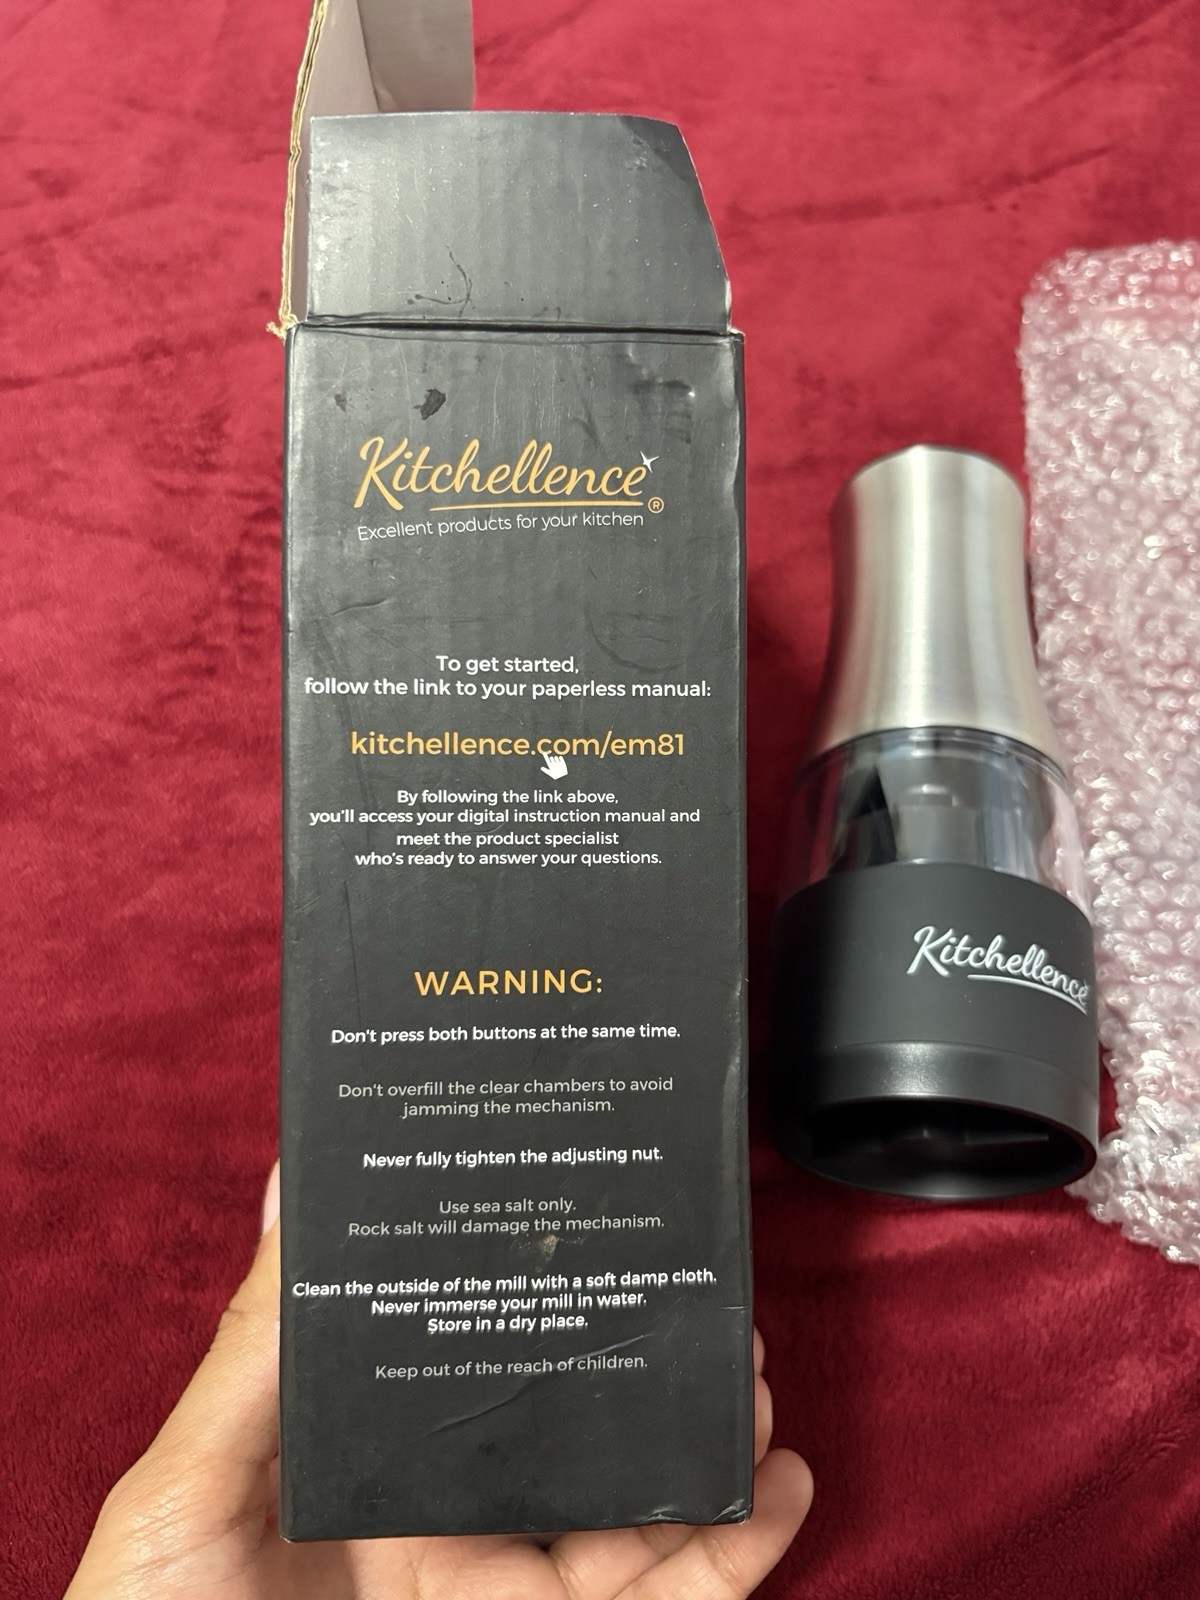 Kitchellence®
Excellent products for your kitchen
To get started,
follow the link to your paperless manual:
kitchellence.com/em81
By following the link above,
you'll access your digital instruction manual and
meet the product specialist
who's ready to answer your questions.
WARNING:
Don't press both buttons at the same time.
Don't overfill the clear chambers to avoid
jamming the mechanism.
Never fully tighten the adjusting nut.
Use sea salt only.
Rock salt will damage the mechanism.
Clean the outside of the mill with a soft damp cloth.
Never immerse your mill in water.
Store in a dry place.
Keep out of the reach of children.
Kitchellence